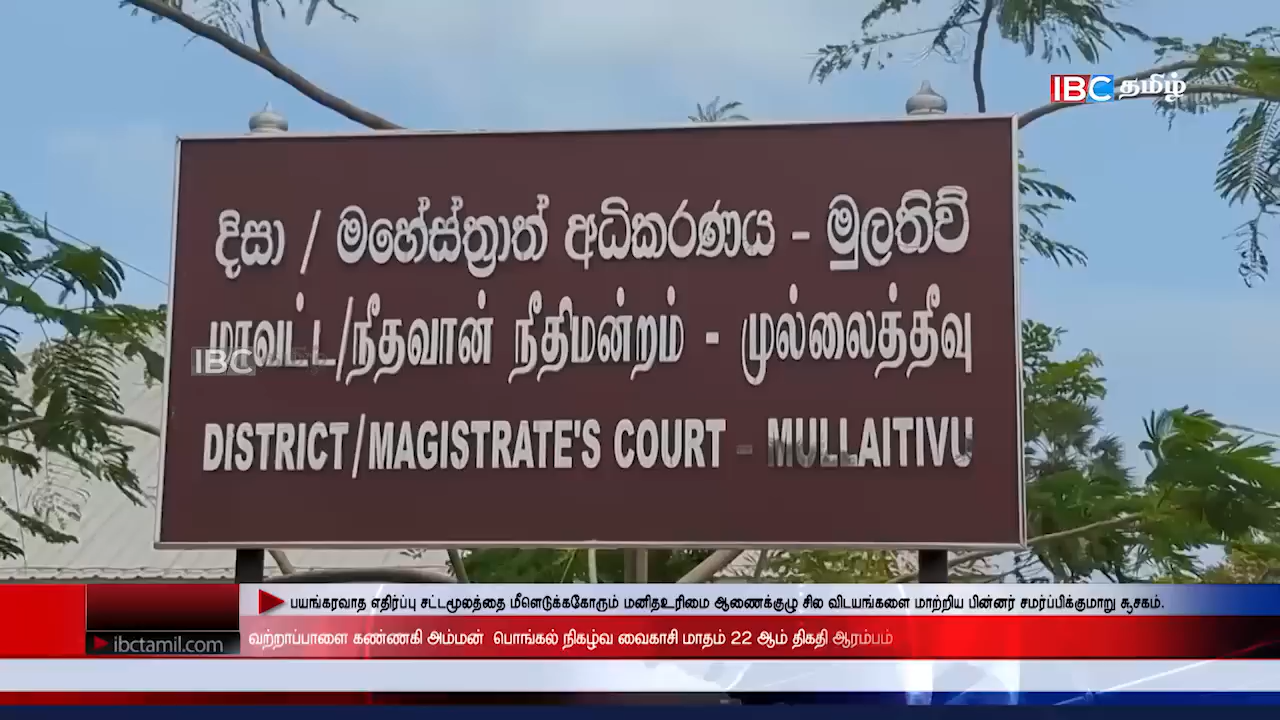 IBC தமிழ்
දිසා / මහේස්ත්‍රාත් අධිකරණය - මුලතිව්
மாவட்ட/நீதவான் நீதிமன்றம் - முல்லைத்தீவு
IBC தமிழ்
DISTRICT/MAGISTRATE'S COURT - MULLAITIVU
பயங்கரவாத எதிர்ப்பு சட்டமூலத்தை மீளெடுக்ககோரும் மனிதஉரிமை ஆணைக்குழு சில விடயங்களை மாற்றிய பின்னர் சமர்ப்பிக்குமாறு சூசகம்.
ibctamil.com
வற்றாப்பாளை கண்ணகி அம்மன் பொங்கல் நிகழ்வு வைகாசி மாதம் 22 ஆம் திகதி ஆரம்பம்